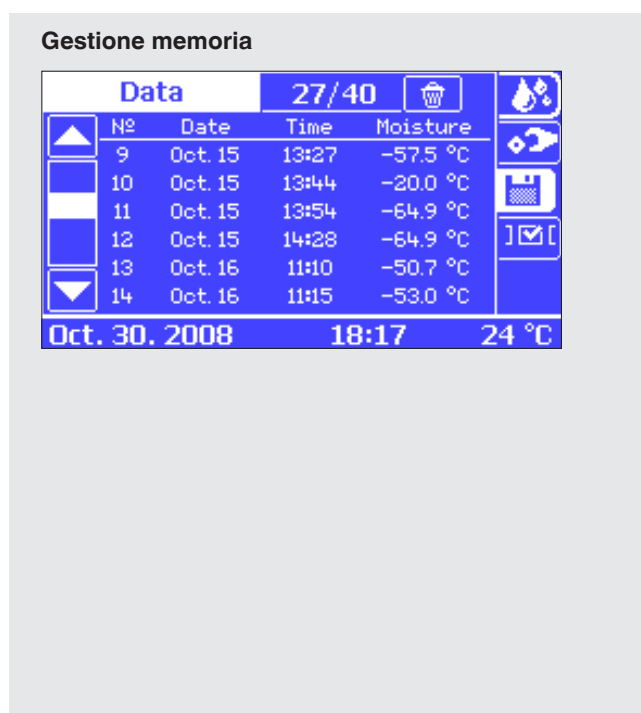 Gestione memoria
Data 27/40
Nº Date Time Moisture
9 Oct. 15 13:27 -57.5 °C
10 Oct. 15 13:44 -20.0 °C
11 Oct. 15 13:54 -64.9 °C
12 Oct. 15 14:28 -64.9 °C
13 Oct. 16 11:10 -50.7 °C
14 Oct. 16 11:15 -53.0 °C
Oct. 30. 2008 18:17 24 °C